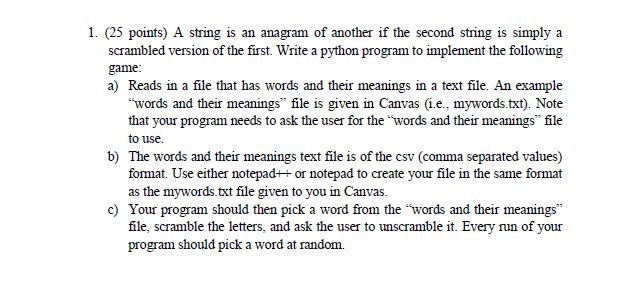 1. (25 points) A string is an anagram of another if the second string is simply a
scrambled version of the first. Write a python program to implement the following
game:
a) Reads in a file that has words and their meanings in a text file. An example
“words and their meanings” file is given in Canvas (i.e., mywords.txt). Note
that your program needs to ask the user for the “words and their meanings” file
to use.
b) The words and their meanings text file is of the csv (comma separated values)
format. Use either notepad++ or notepad to create your file in the same format
as the mywords.txt file given to you in Canvas.
c) Your program should then pick a word from the “words and their meanings”
file, scramble the letters, and ask the user to unscramble it. Every run of your
program should pick a word at random.